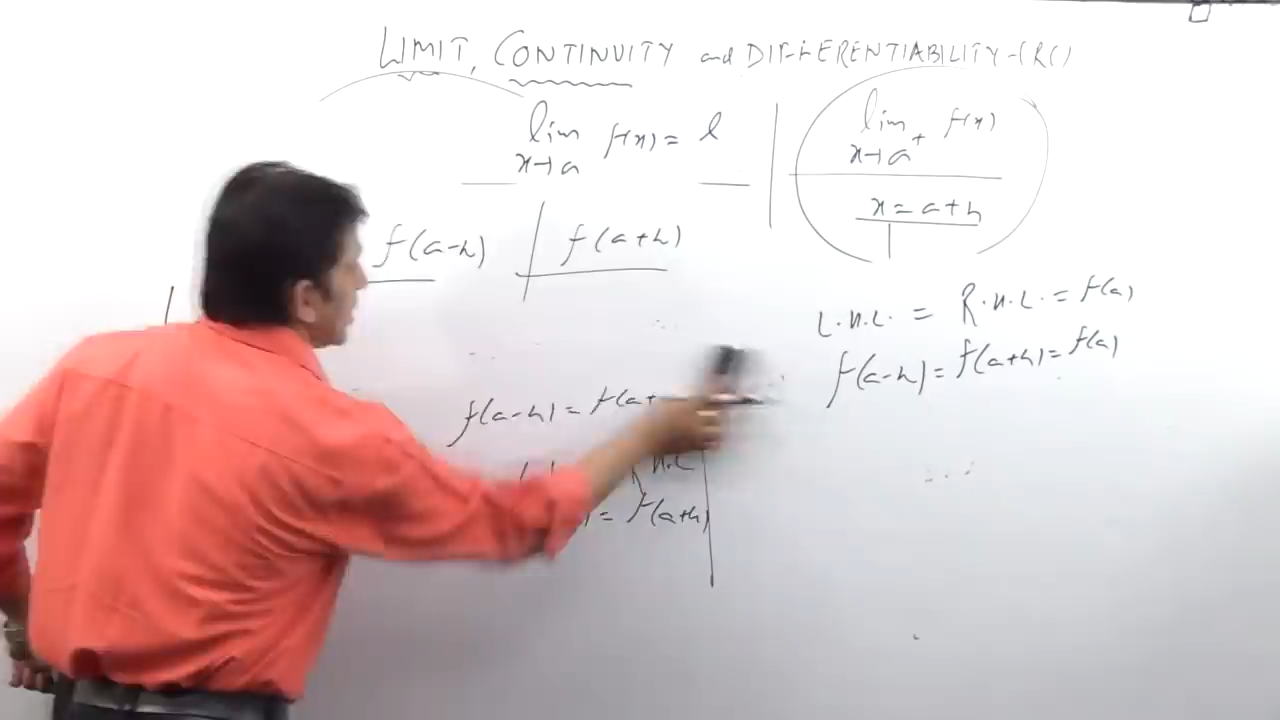 LIMIT, CONTINUITY and DIFFERENTIABILITY-(RC)
lim f(x) = l
x→a
lim f(x)
x→a⁺
x = a+h
f(a-h) | f(a+h)
L.H.L. = R.H.L. = f(a)
f(a-h) = f(a+h) = f(a)
f(a-h) = f(a+
H.L
= f(a+h)